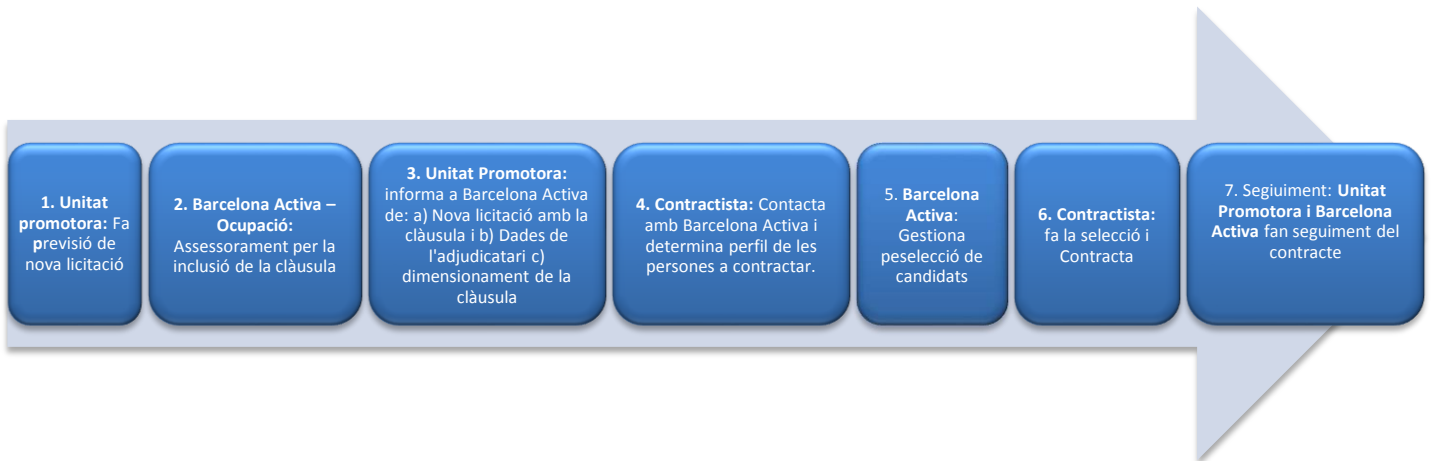 1. Unitat
promotora: Fa
previsió de
nova licitació
2. Barcelona Activa –
Ocupació:
Assessorament per la
inclusió de la clàusula
3. Unitat Promotora:
informa a Barcelona Activa
de: a) Nova licitació amb la
clàusula i b) Dades de
l'adjudicatari c)
dimensionament de la
clàusula
4. Contractista: Contacta
amb Barcelona Activa i
determina perfil de les
persones a contractar.
5. Barcelona
Activa:
Gestiona
peselecció de
candidats
6. Contractista:
fa la selecció i
Contracta
7. Segiuiment: Unitat
Promotora i Barcelona
Activa fan seguiment del
contracte